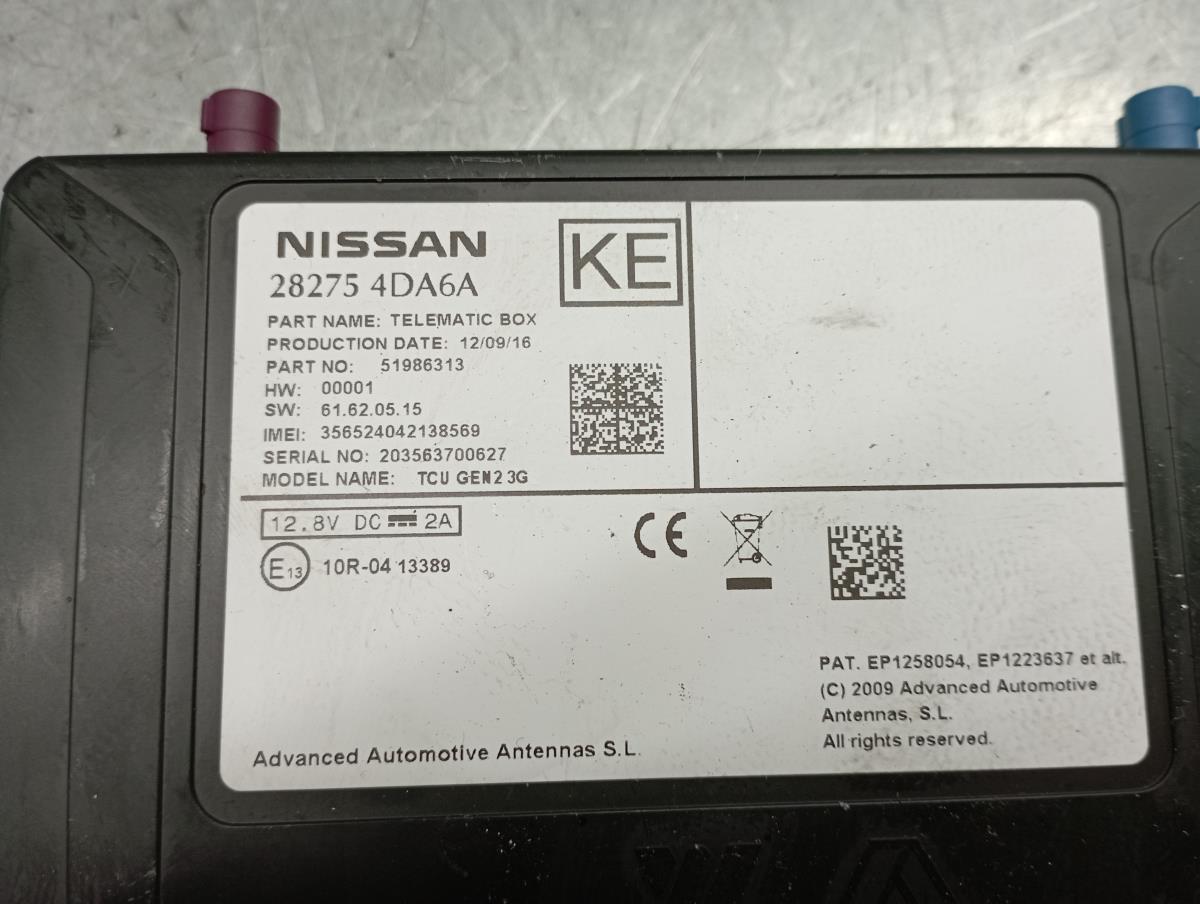 NISSAN
KE
28275 4DA6A
PART NAME: TELEMATIC BOX
PRODUCTION DATE: 12/09/16
PART NO: 51986313
HW: 00001
SW: 61.62.05.15
IMEI: 356524042138569
SERIAL NO: 203563700627
MODEL NAME: TCU GEN2 3G
12.8V DC 2A
E13 10R-04 13389
CE
PAT. EP1258054, EP1223637 et alt.
(C) 2009 Advanced Automotive
Antennas, S.L.
All rights reserved.
Advanced Automotive Antennas S.L.